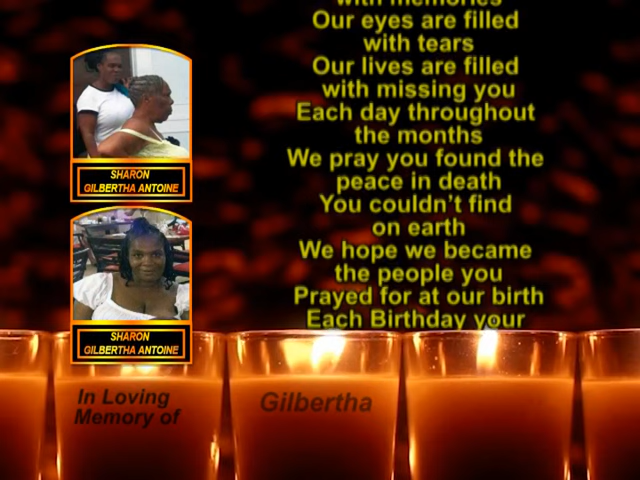 with memories
Our eyes are filled
with tears
Our lives are filled
with missing you
Each day throughout
the months
We pray you found the
peace in death
You couldn't find
on earth
We hope we became
the people you
Prayed for at our birth
Each Birthday your
SHARON
GILBERTHA ANTOINE
SHARON
GILBERTHA ANTOINE
In Loving
Memory of
Gilbertha